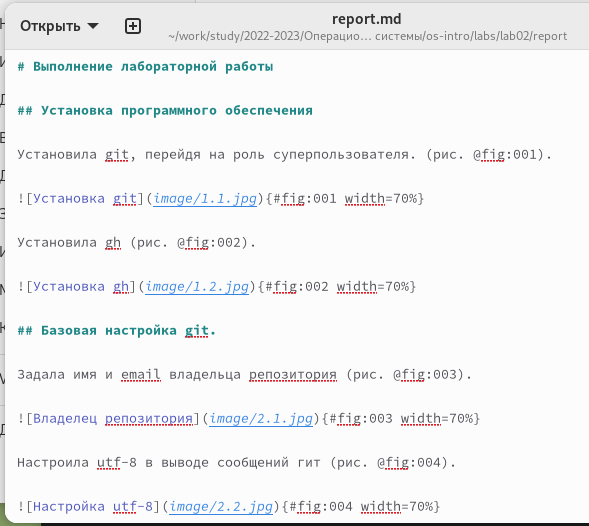 Открыть
report.md
~/work/study/2022-2023/Операцио… системы/os-intro/labs/lab02/report
# Выполнение лабораторной работы
## Установка программного обеспечения
Установила git, перейдя на роль суперпользователя. (рис. @fig:001).
![Установка git](image/1.1.jpg){#fig:001 width=70%}
Установила gh (рис. @fig:002).
![Установка gh](image/1.2.jpg){#fig:002 width=70%}
## Базовая настройка git.
Задала имя и email владельца репозитория (рис. @fig:003).
![Владелец репозитория](image/2.1.jpg){#fig:003 width=70%}
Настроила utf-8 в выводе сообщений гит (рис. @fig:004).
![Настройка utf-8](image/2.2.jpg){#fig:004 width=70%}